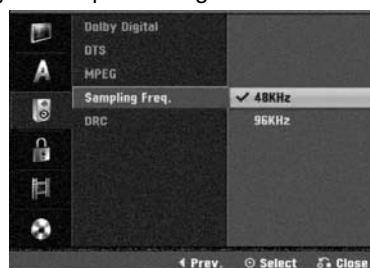 Dolby Digital
DTS
MPEG
Sampling Freq.
✓ 48KHz
96KHz
DRC
A
◀ Prev. ⊙ Select Close